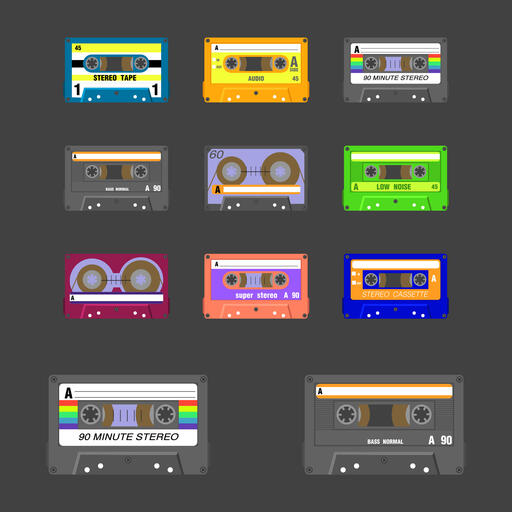 45
STEREO TAPE
1 1
A
A
SIDE
AUDIO 45
A
90 MINUTE STEREO
BASS NORMAL A 90
60
A
LOW NOISE
A 45
A
A
super stereo A 90
A
STEREO CASSETTE
A
90 MINUTE STEREO
A
BASS NORMAL A 90